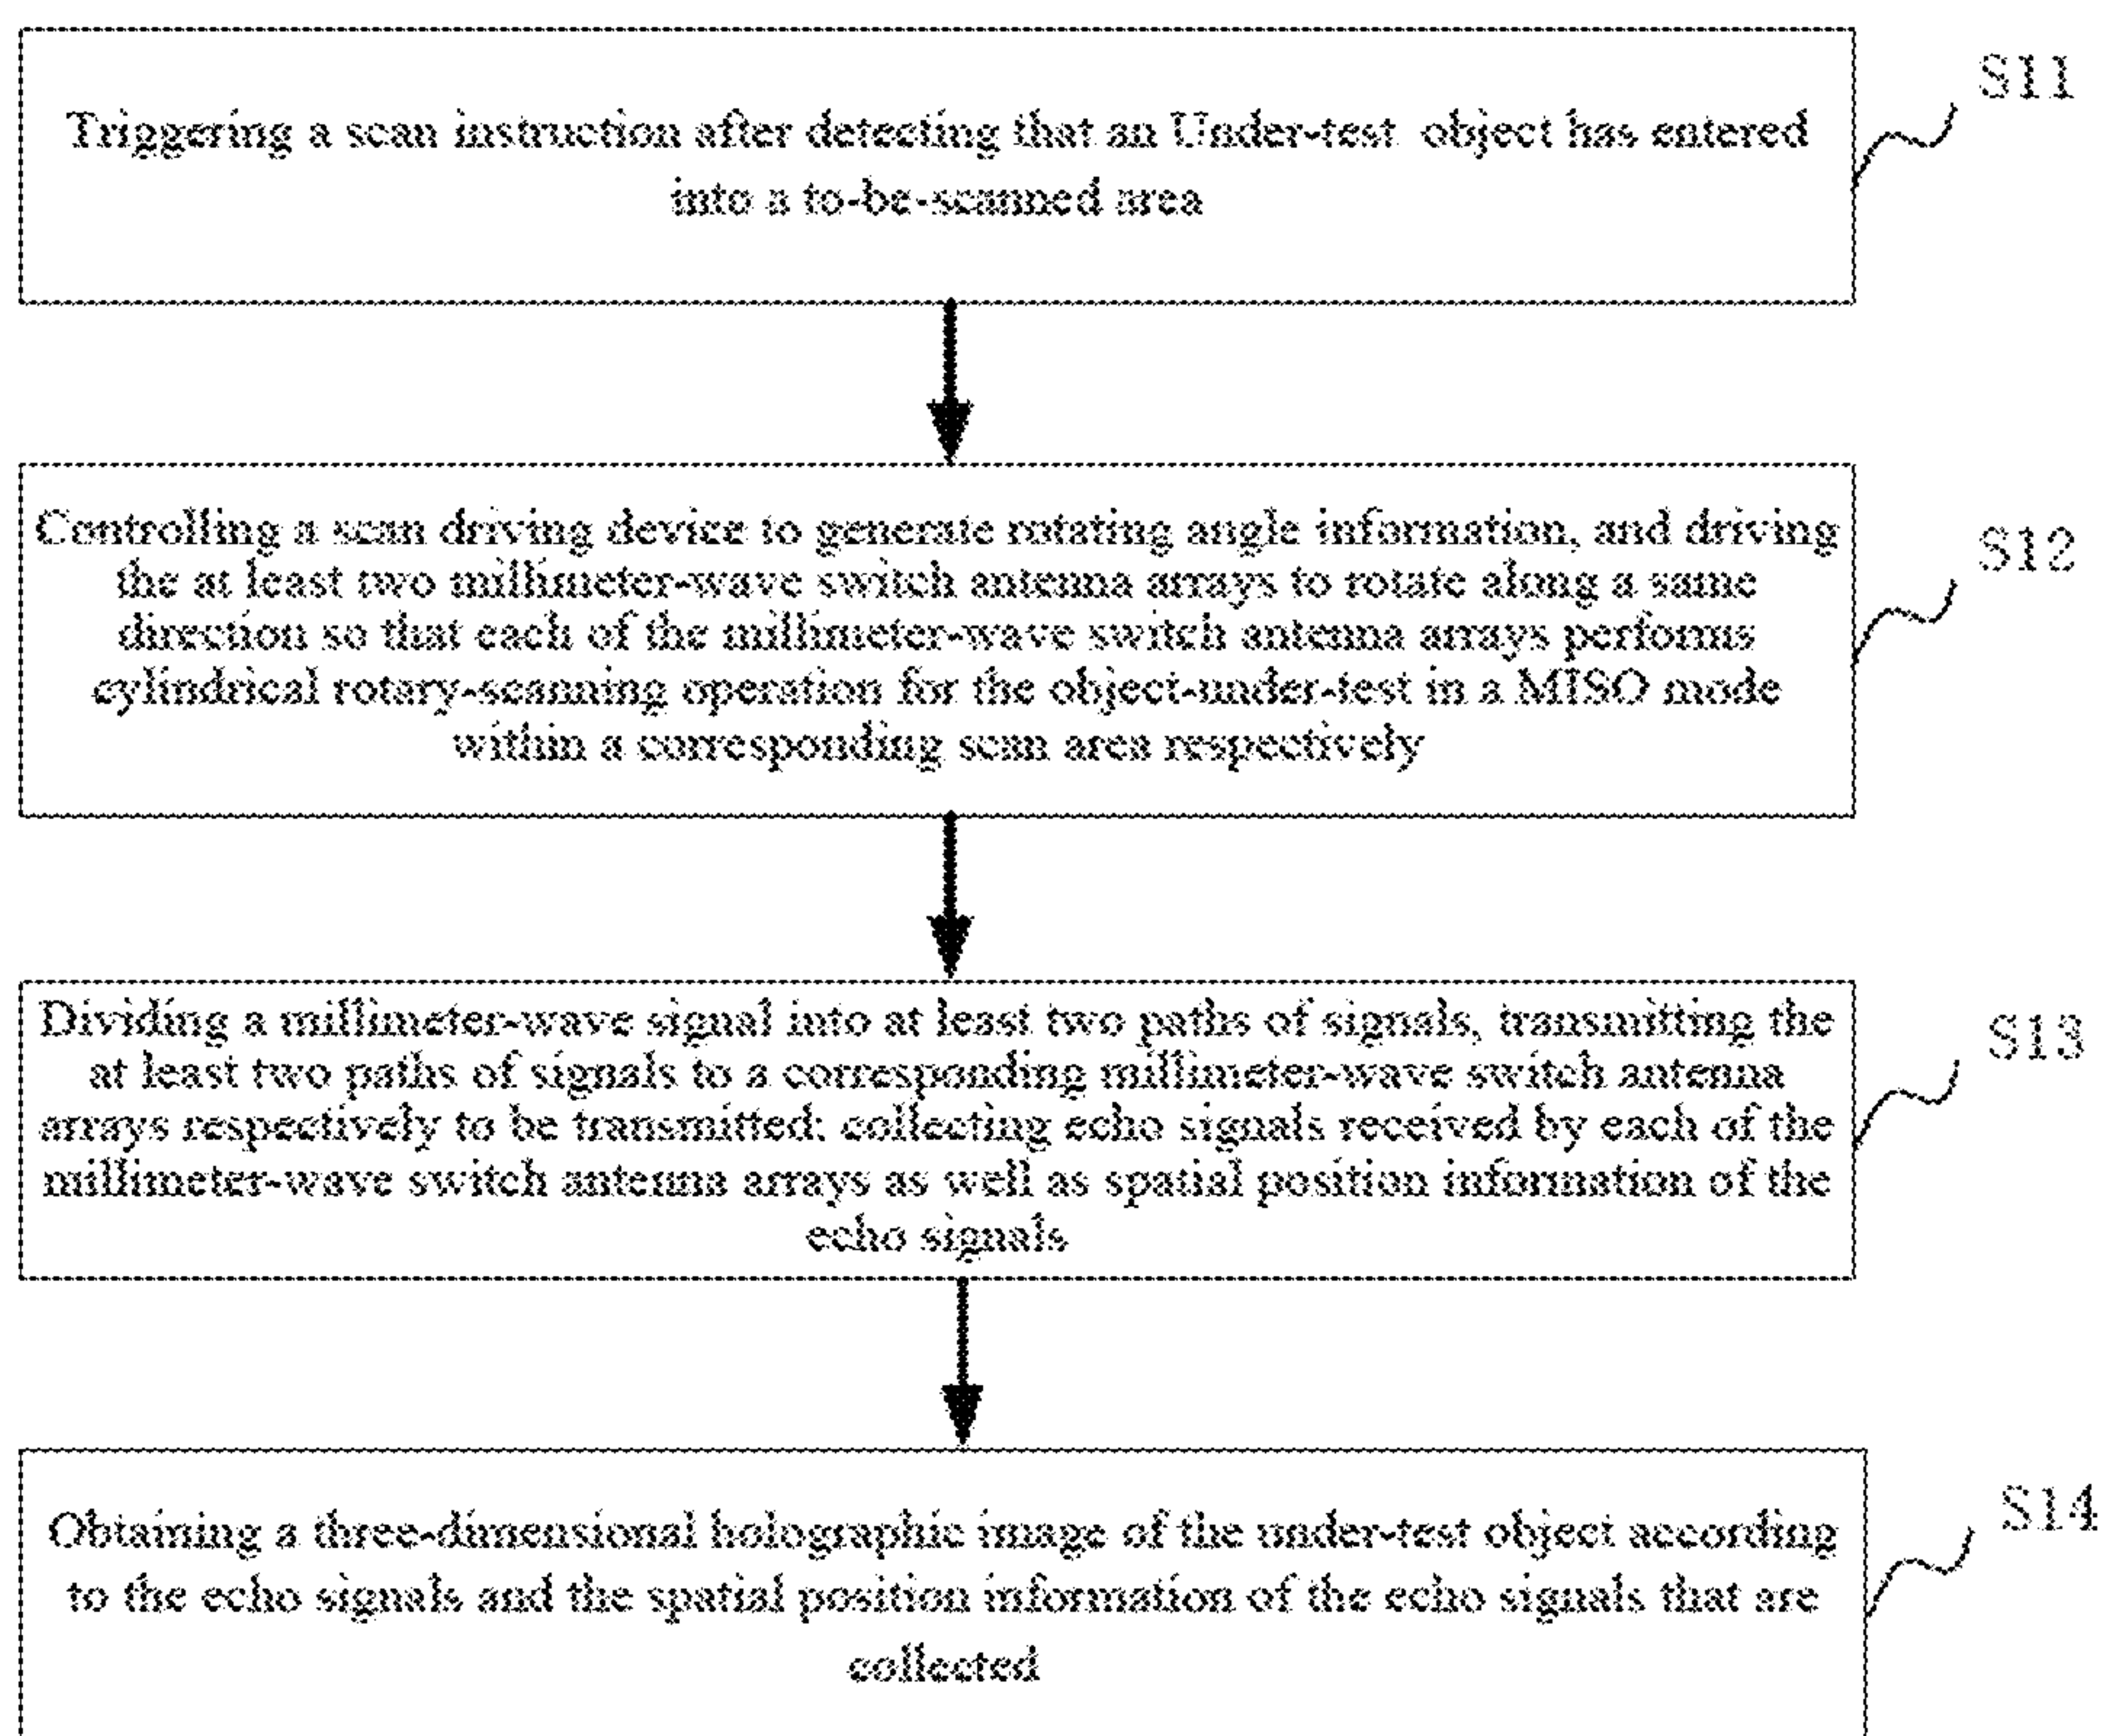 Triggering a scan instruction after detecting that an Under-test object has entered
into a to-be-scanned area
S11
Controlling a scan driving device to generate rotating angle information, and driving
the at least two millimeter-wave switch antenna arrays to rotate along a same
direction so that each of the millimeter-wave switch antenna arrays performs
cylindrical rotary-scanning operation for the object-under-test in a MISO mode
within a corresponding scan area respectively
S12
Dividing a millimeter-wave signal into at least two paths of signals, transmitting the
at least two paths of signals to a corresponding millimeter-wave switch antenna
arrays respectively to be transmitted; collecting echo signals received by each of the
millimeter-wave switch antenna arrays as well as spatial position information of the
echo signals
S13
Obtaining a three-dimensional holographic image of the under-test object according
to the echo signals and the spatial position information of the echo signals that are
collected
S14